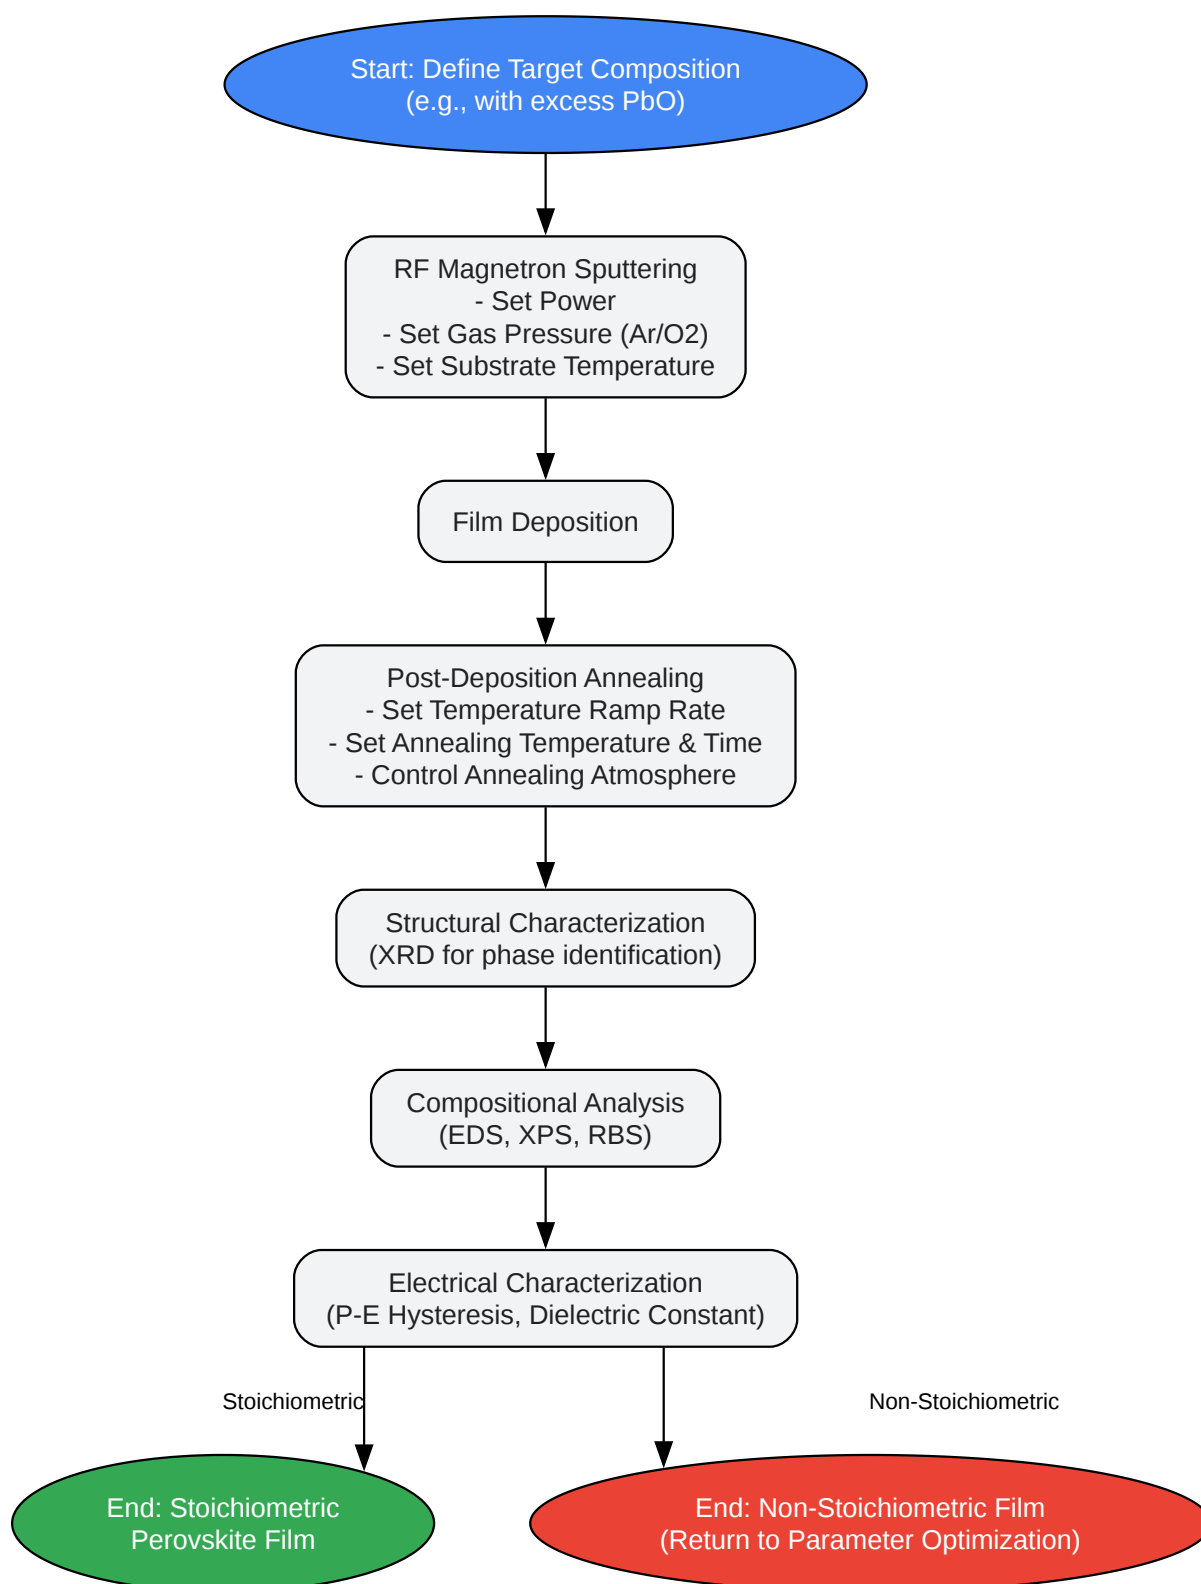 Start: Define Target Composition
(e.g., with excess PbO)
RF Magnetron Sputtering
- Set Power
- Set Gas Pressure (Ar/O2)
- Set Substrate Temperature
Film Deposition
Post-Deposition Annealing
- Set Temperature Ramp Rate
- Set Annealing Temperature & Time
- Control Annealing Atmosphere
Structural Characterization
(XRD for phase identification)
Compositional Analysis
(EDS, XPS, RBS)
Electrical Characterization
(P-E Hysteresis, Dielectric Constant)
Stoichiometric
Non-Stoichiometric
End: Stoichiometric
Perovskite Film
End: Non-Stoichiometric Film
(Return to Parameter Optimization)